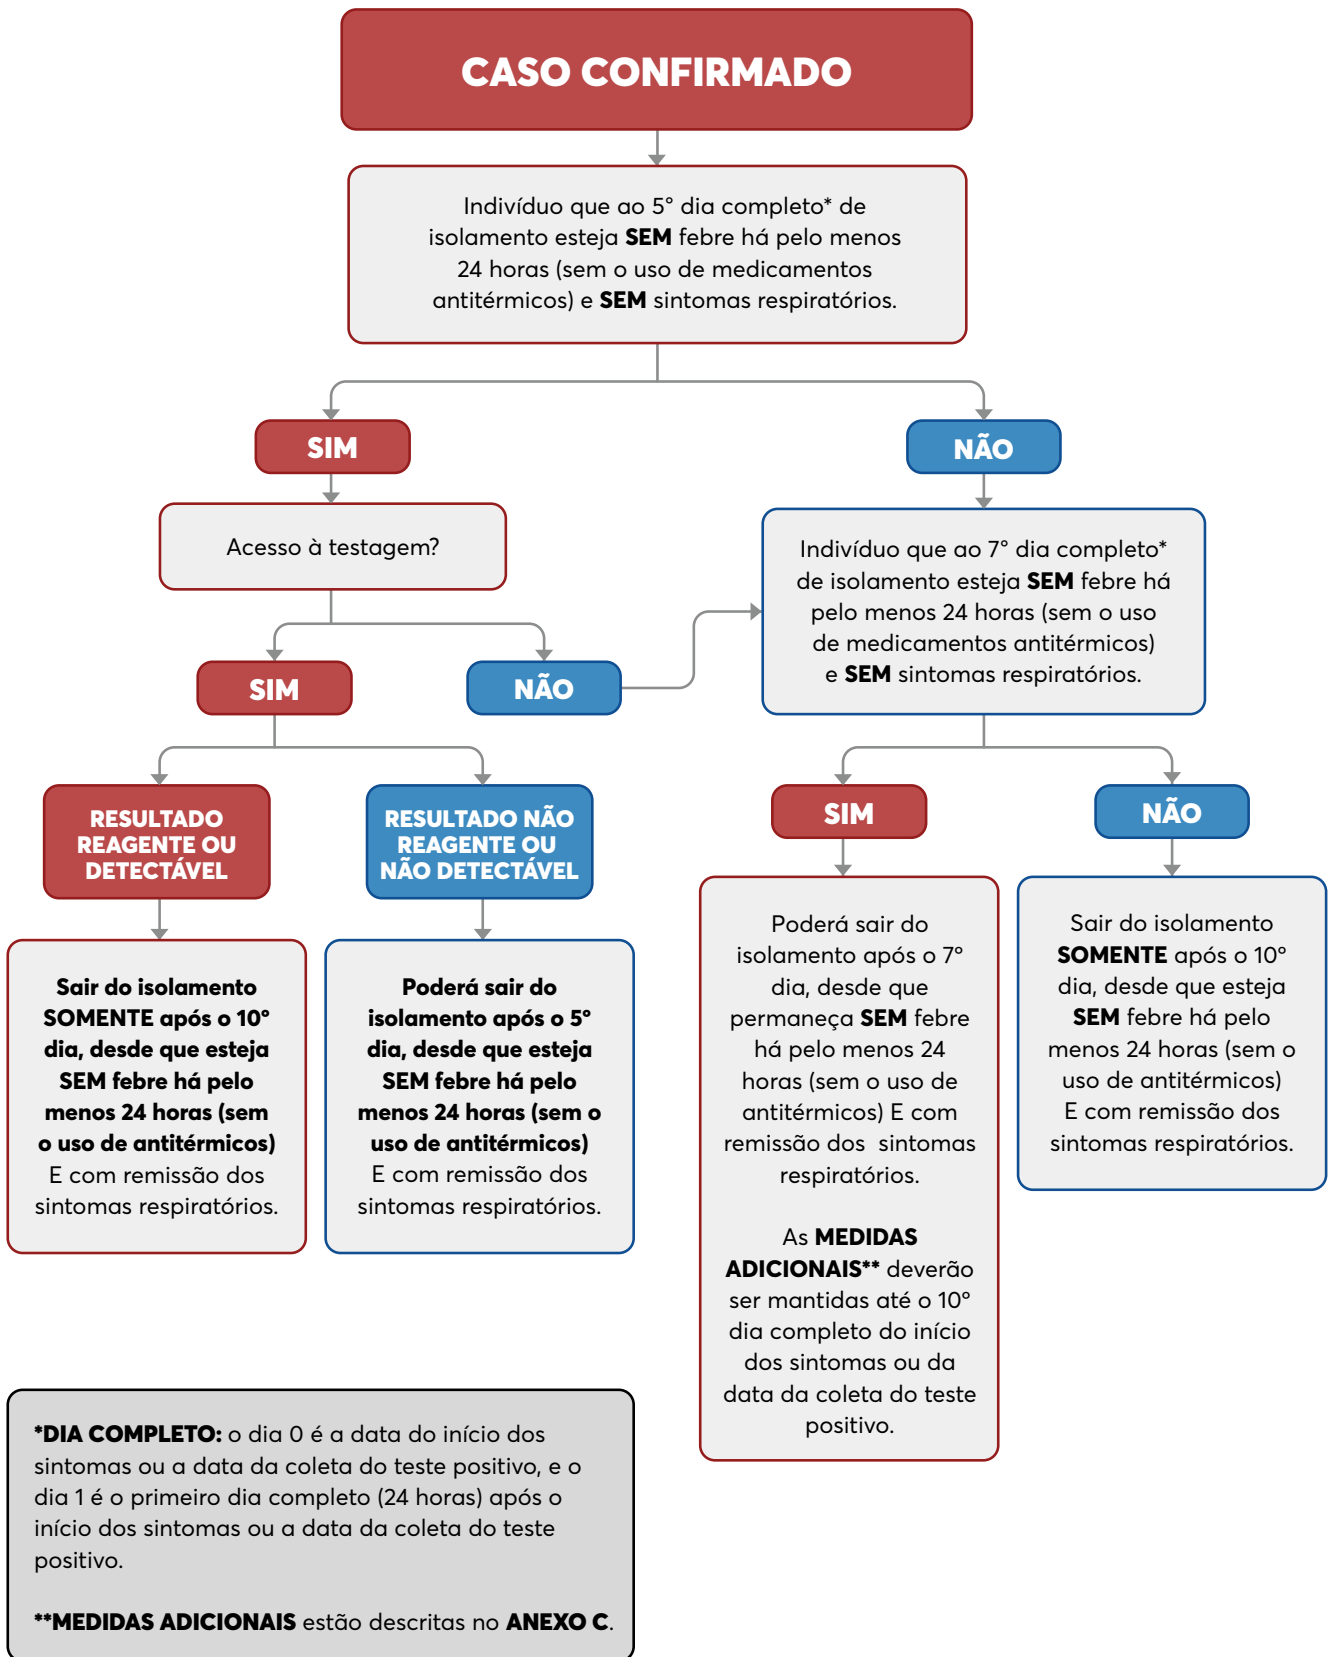 CASO CONFIRMADO
Indivíduo que ao 5° dia completo* de
isolamento esteja SEM febre há pelo menos
24 horas (sem o uso de medicamentos
antitérmicos) e SEM sintomas respiratórios.
SIM
NÃO
Acesso à testagem?
Indivíduo que ao 7° dia completo*
de isolamento esteja SEM febre há
pelo menos 24 horas (sem o uso
de medicamentos antitérmicos)
e SEM sintomas respiratórios.
SIM
NÃO
RESULTADO
REAGENTE OU
DETECTÁVEL
RESULTADO NÃO
REAGENTE OU
NÃO DETECTÁVEL
SIM
NÃO
Sair do isolamento
SOMENTE após o 10º
dia, desde que esteja
SEM febre há pelo
menos 24 horas (sem
o uso de antitérmicos)
E com remissão dos
sintomas respiratórios.
Poderá sair do
isolamento após o 5º
dia, desde que esteja
SEM febre há pelo
menos 24 horas (sem o
uso de antitérmicos)
E com remissão dos
sintomas respiratórios.
Poderá sair do
isolamento após o 7º
dia, desde que
permaneça SEM febre
há pelo menos 24
horas (sem o uso de
antitérmicos) E com
remissão dos sintomas
respiratórios.
As MEDIDAS
ADICIONAIS** deverão
ser mantidas até o 10º
dia completo do início
dos sintomas ou da
data da coleta do teste
positivo.
Sair do isolamento
SOMENTE após o 10º
dia, desde que esteja
SEM febre há pelo
menos 24 horas (sem o
uso de antitérmicos)
E com remissão dos
sintomas respiratórios.
*DIA COMPLETO: o dia 0 é a data do início dos
sintomas ou a data da coleta do teste positivo, e o
dia 1 é o primeiro dia completo (24 horas) após o
início dos sintomas ou a data da coleta do teste
positivo.
**MEDIDAS ADICIONAIS estão descritas no ANEXO C.